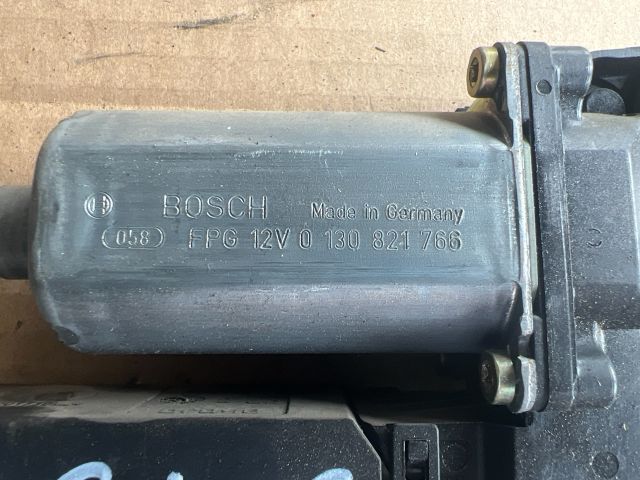 BOSCH Made in Germany
058 FPG 12V 0 130 821 766